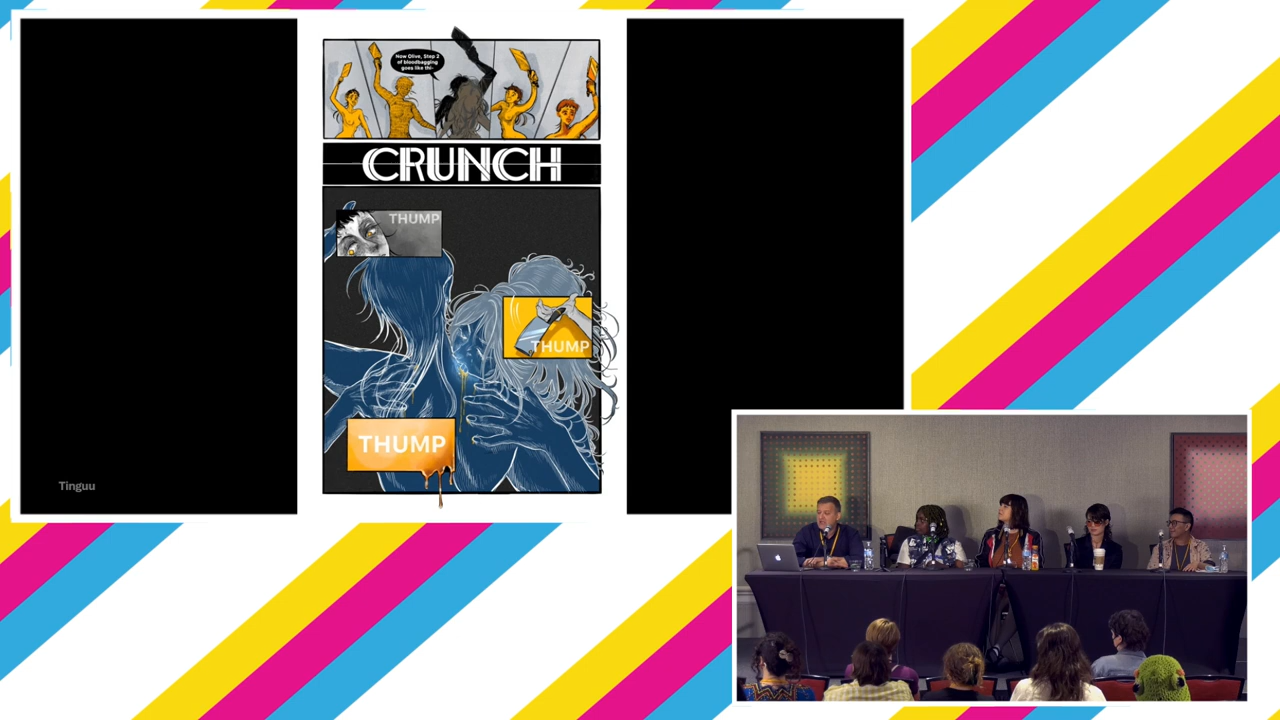 Now Olive, Step 2
of bloodbagging
goes like thi-
CRUNCH
THUMP
THUMP
THUMP
Tinguu